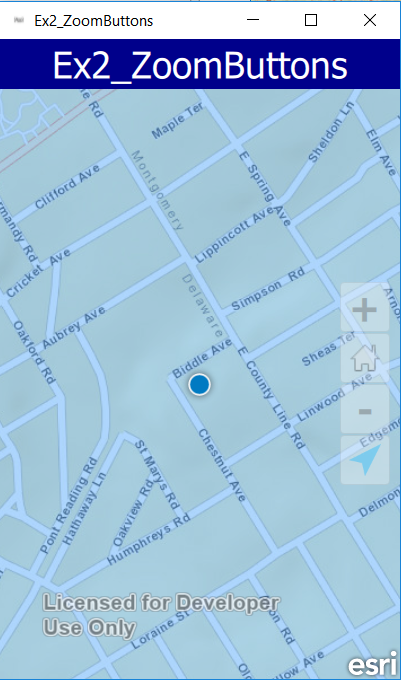 Ex2_ZoomButtons
Ex2_ZoomButtons
Maple Ter
Sheldon Ln
Elm Ave
Clifford Ave
Montgomery
E Spring Ave
Lippincott Ave
Cricket Ave
Delaware
Simpson Rd
Aubrey Ave
Oakford Rd
Biddle Ave
E County Line Rd
Sheas Ter
Linwood Ave
Chestnut Ave
St Marys Rd
Oakview Rd
Pont Reading Rd
Hathaway Ln
Humphreys Rd
Licensed for Developer
Use Only
Loraine St
esri